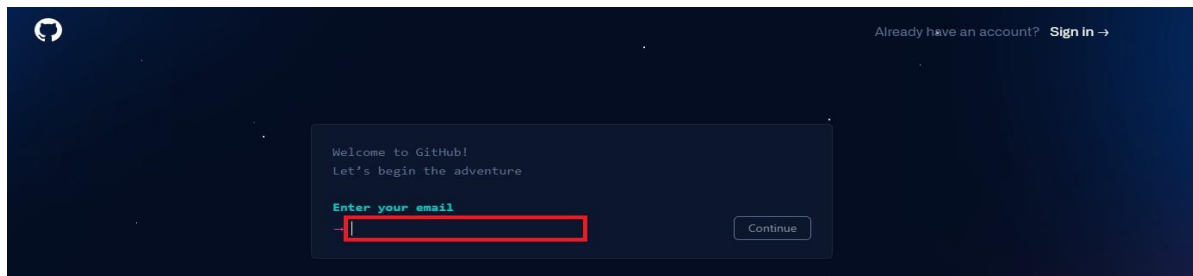 Already have an account? Sign in →
Welcome to GitHub!
Let's begin the adventure
Enter your email
→
Continue